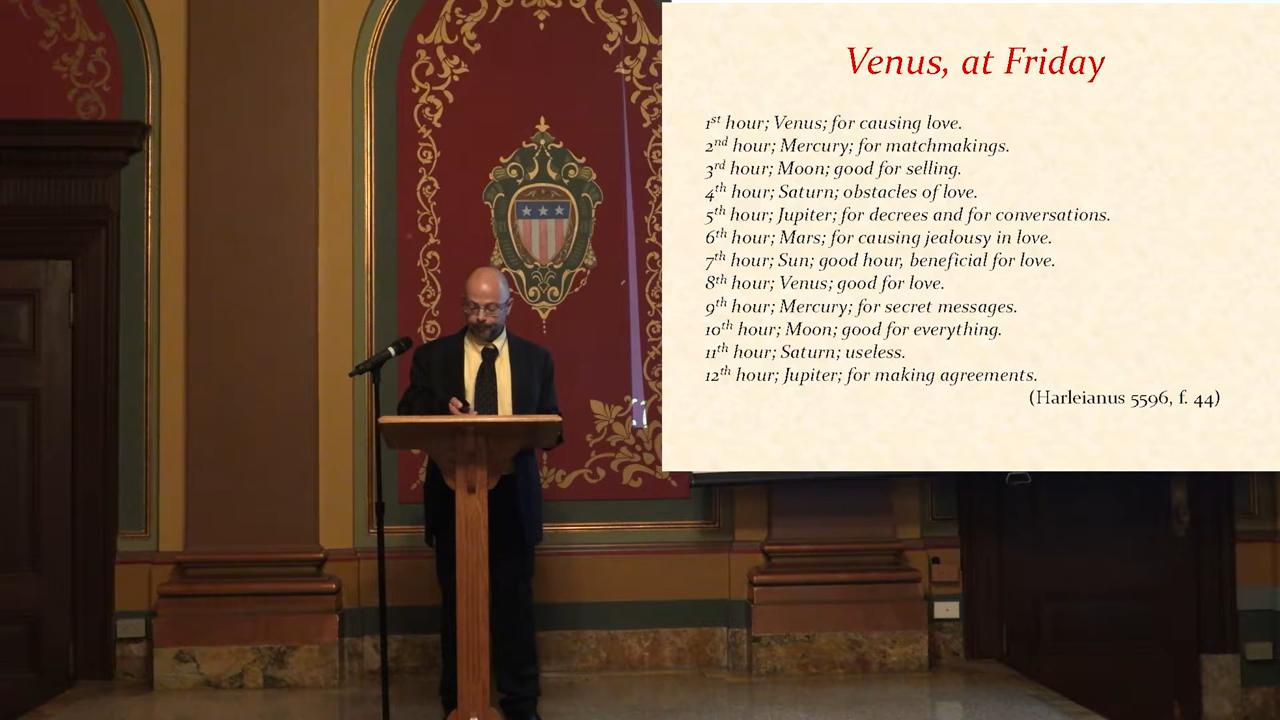 Venus, at Friday
1st hour; Venus; for causing love.
2nd hour; Mercury; for matchmakings.
3rd hour; Moon; good for selling.
4th hour; Saturn; obstacles of love.
5th hour; Jupiter; for decrees and for conversations.
6th hour; Mars; for causing jealousy in love.
7th hour; Sun; good hour, beneficial for love.
8th hour; Venus; good for love.
9th hour; Mercury; for secret messages.
10th hour; Moon; good for everything.
11th hour; Saturn; useless.
12th hour; Jupiter; for making agreements.
(Harleianus 5596, f. 44)